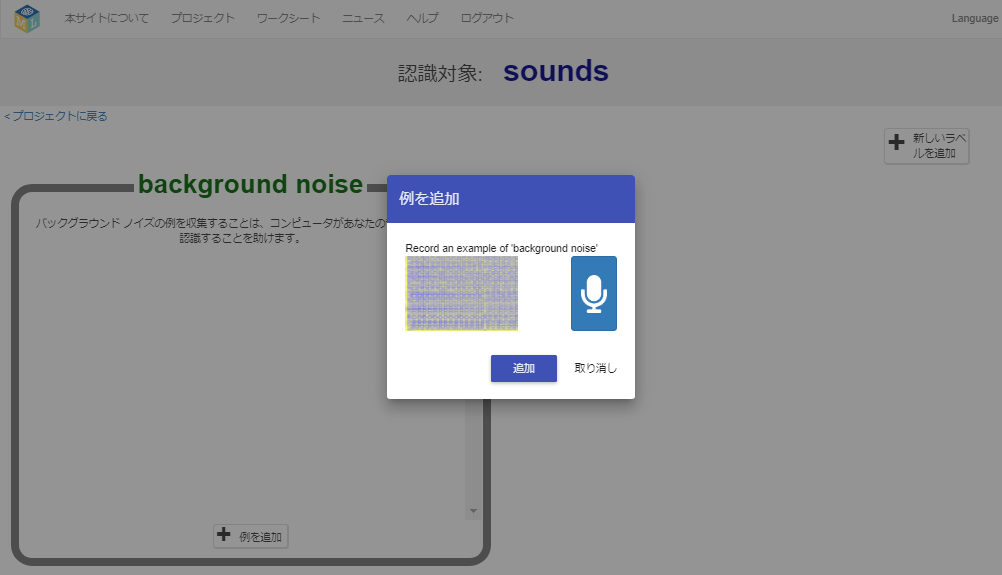 本サイトについて プロジェクト ワークシート ニュース ヘルプ ログアウト Language
認識対象: sounds
< プロジェクトに戻る
新しいラベ
ルを追加
background noise
バックグラウンド ノイズの例を収集することは、コンピュータがあなたの
認識することを助けます。
例を追加
Record an example of 'background noise'
追加 取り消し
例を追加